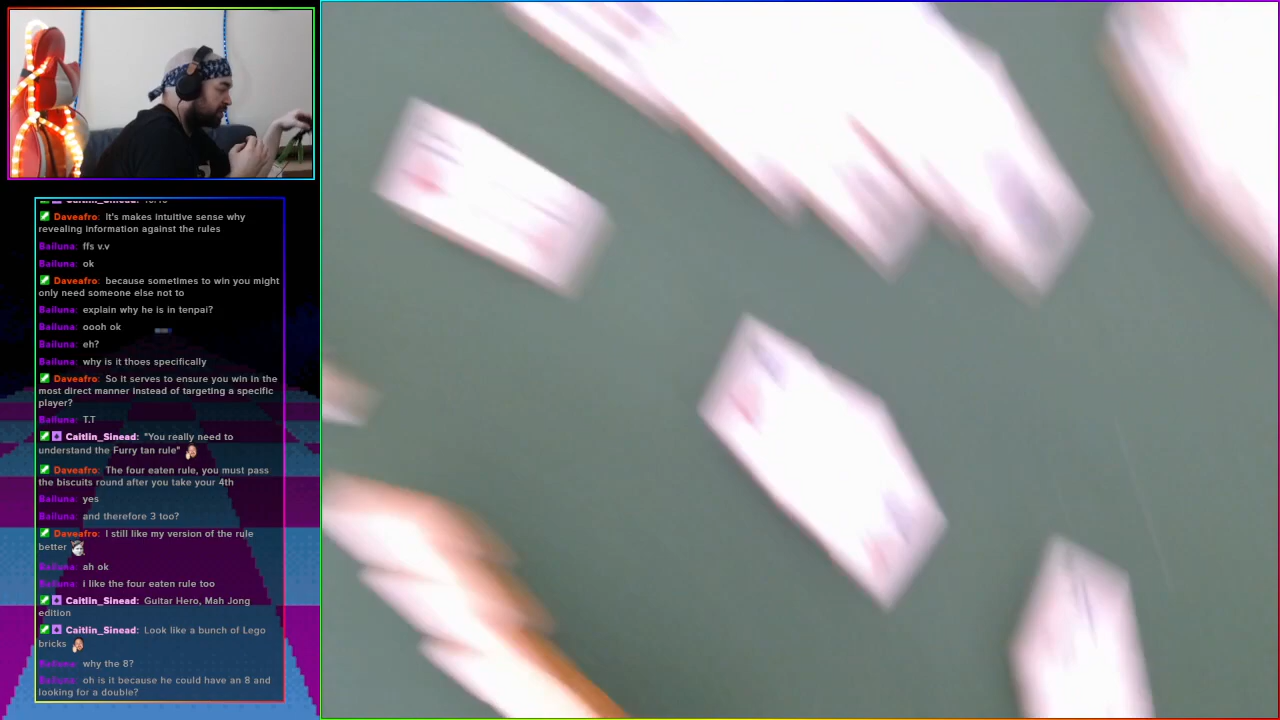 Daveafro: It's makes intuitive sense why
revealing information against the rules
Bailuna: ffs v.v
Bailuna: ok
Daveafro: because sometimes to win you might
only need someone else not to
Bailuna: explain why he is in tenpai?
Bailuna: oooh ok
Bailuna: eh?
Bailuna: why is it thoes specifically
Daveafro: So it serves to ensure you win in the
most direct manner instead of targeting a specific
player?
Bailuna: T.T
Caitlin_Sinead: "You really need to
understand the Furry tan rule"
Daveafro: The four eaten rule, you must pass
the biscuits round after you take your 4th
Bailuna: yes
Bailuna: and therefore 3 too?
Daveafro: I still like my version of the rule
better
Bailuna: ah ok
Bailuna: i like the four eaten rule too
Caitlin_Sinead: Guitar Hero, Mah Jong
edition
Caitlin_Sinead: Look like a bunch of Lego
bricks
Bailuna: why the 8?
Bailuna: oh is it because he could have an 8 and
looking for a double?